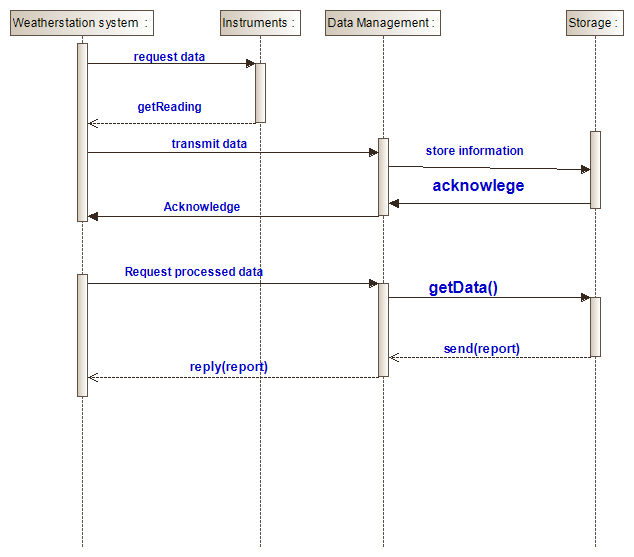 Weatherstation system :
Instruments :
Data Management :
Storage :
request data
getReading
transmit data
store information
acknowlege
Acknowledge
Request processed data
getData()
send(report)
reply(report)